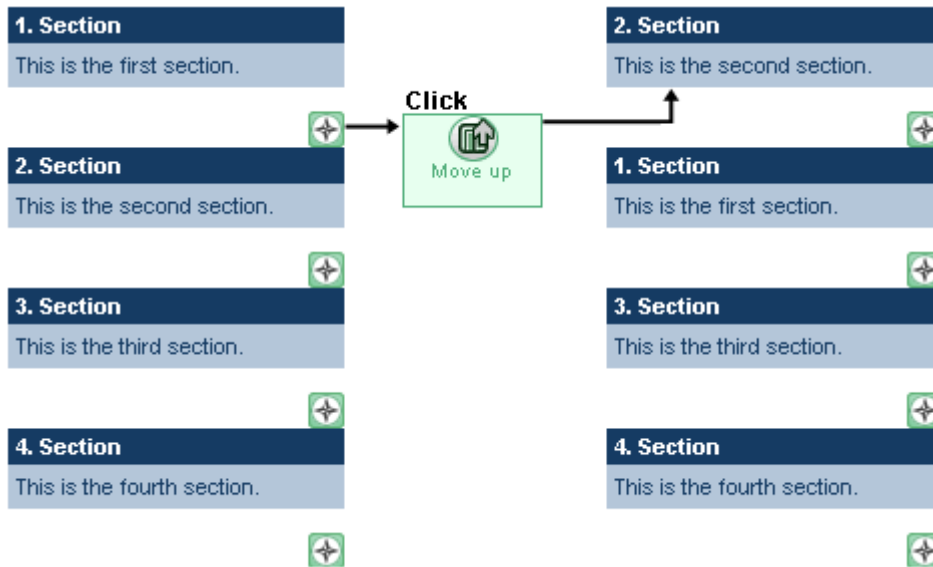 1. Section
This is the first section.
2. Section
This is the second section.
3. Section
This is the third section.
4. Section
This is the fourth section.
Click
Move up
2. Section
This is the second section.
1. Section
This is the first section.
3. Section
This is the third section.
4. Section
This is the fourth section.